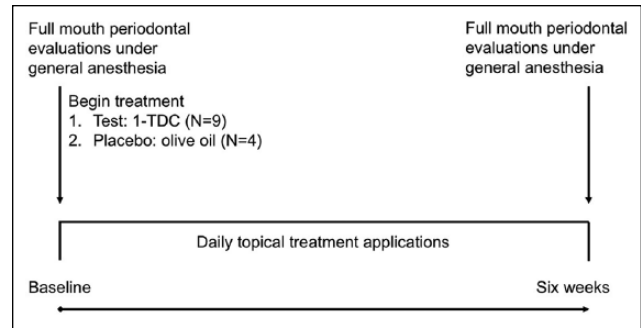 Full mouth periodontal
evaluations under
general anesthesia
Full mouth periodontal
evaluations under
general anesthesia
Begin treatment
1. Test: 1-TDC (N=9)
2. Placebo: olive oil (N=4)
Daily topical treatment applications
Baseline
Six weeks